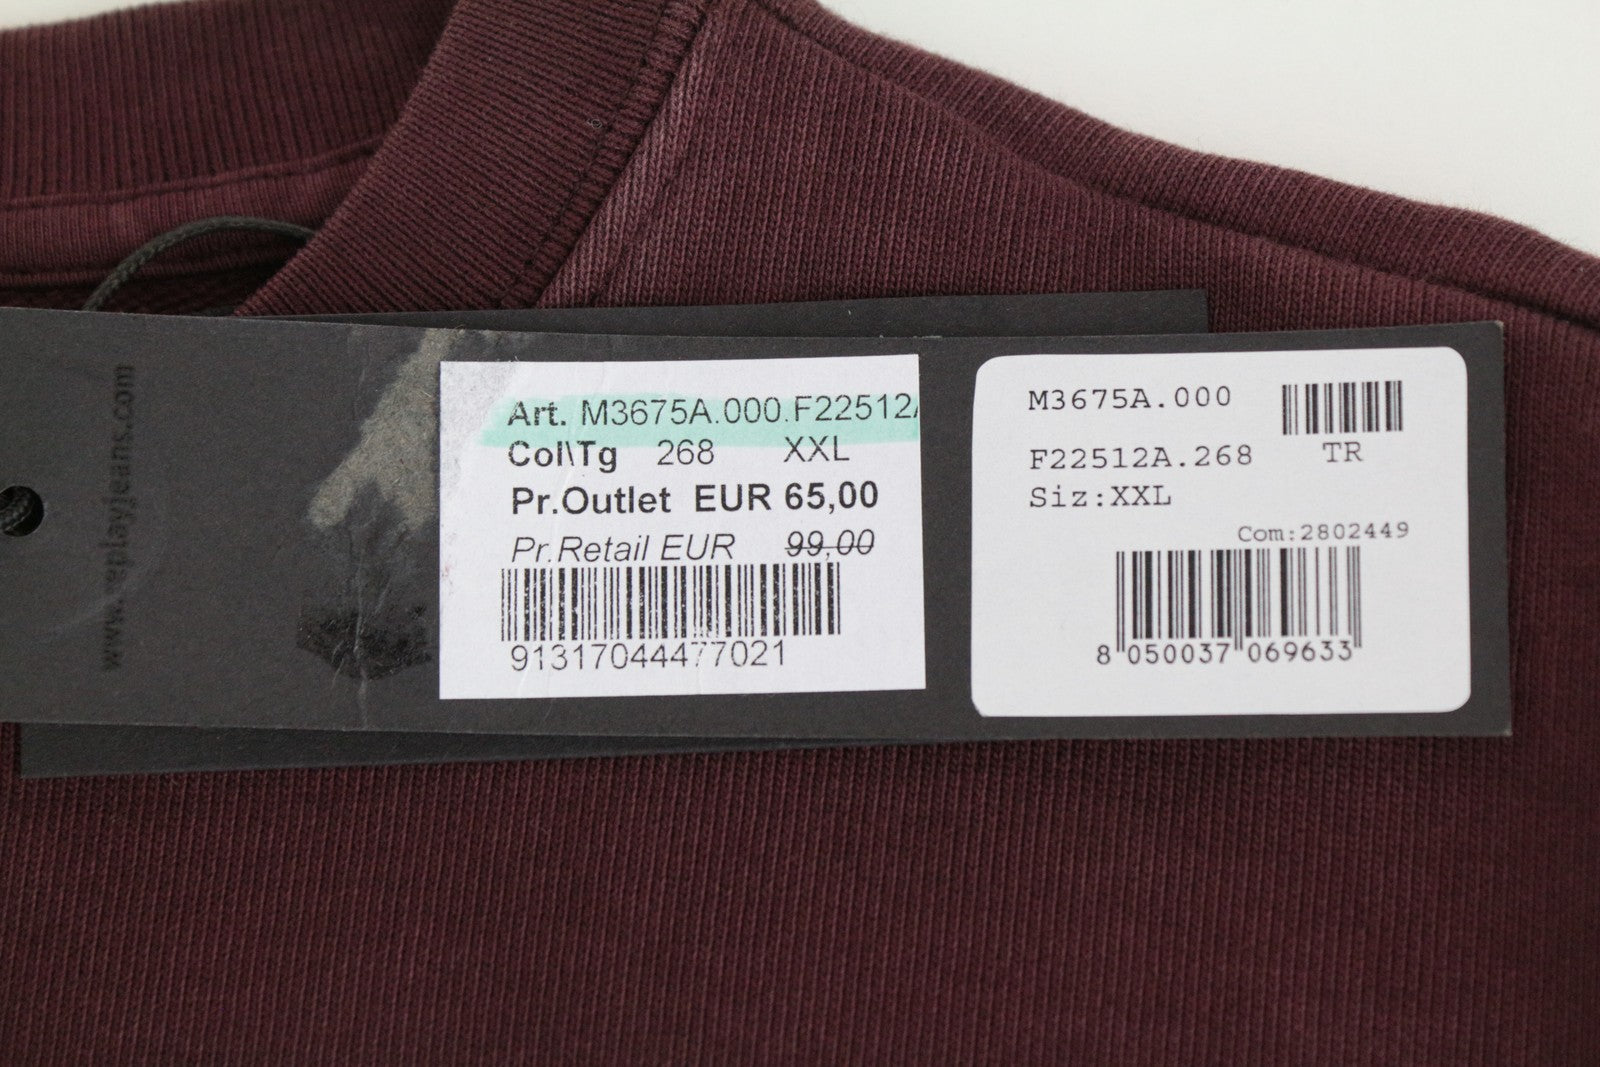 www.replayjeans.com
Art. M3675A.000.F22512A
Col\Tg 268 XXL
Pr.Outlet EUR 65,00
Pr.Retail EUR 99,00
91317044477021
M3675A.000
F22512A.268 TR
Siz:XXL
Com:2802449
8 050037 069633